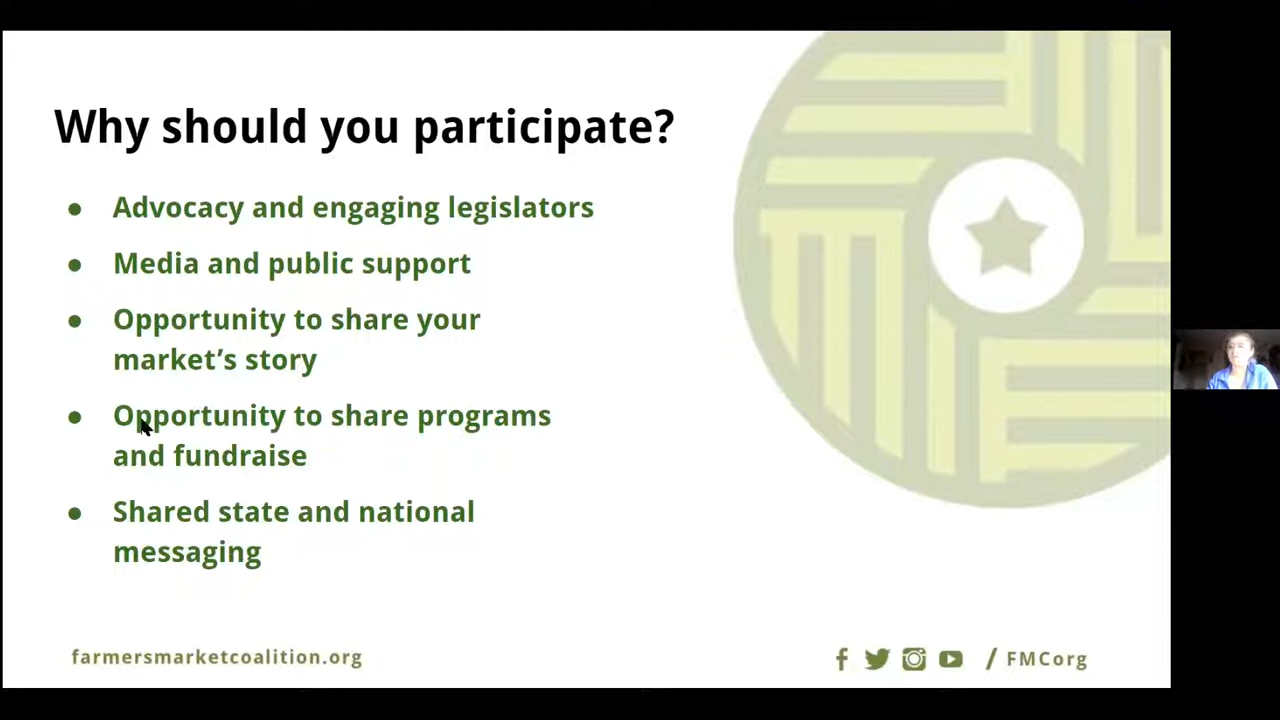 Why should you participate?
● Advocacy and engaging legislators
● Media and public support
● Opportunity to share your
market’s story
● Opportunity to share programs
and fundraise
● Shared state and national
messaging
farmersmarketcoalition.org
/ FMCorg